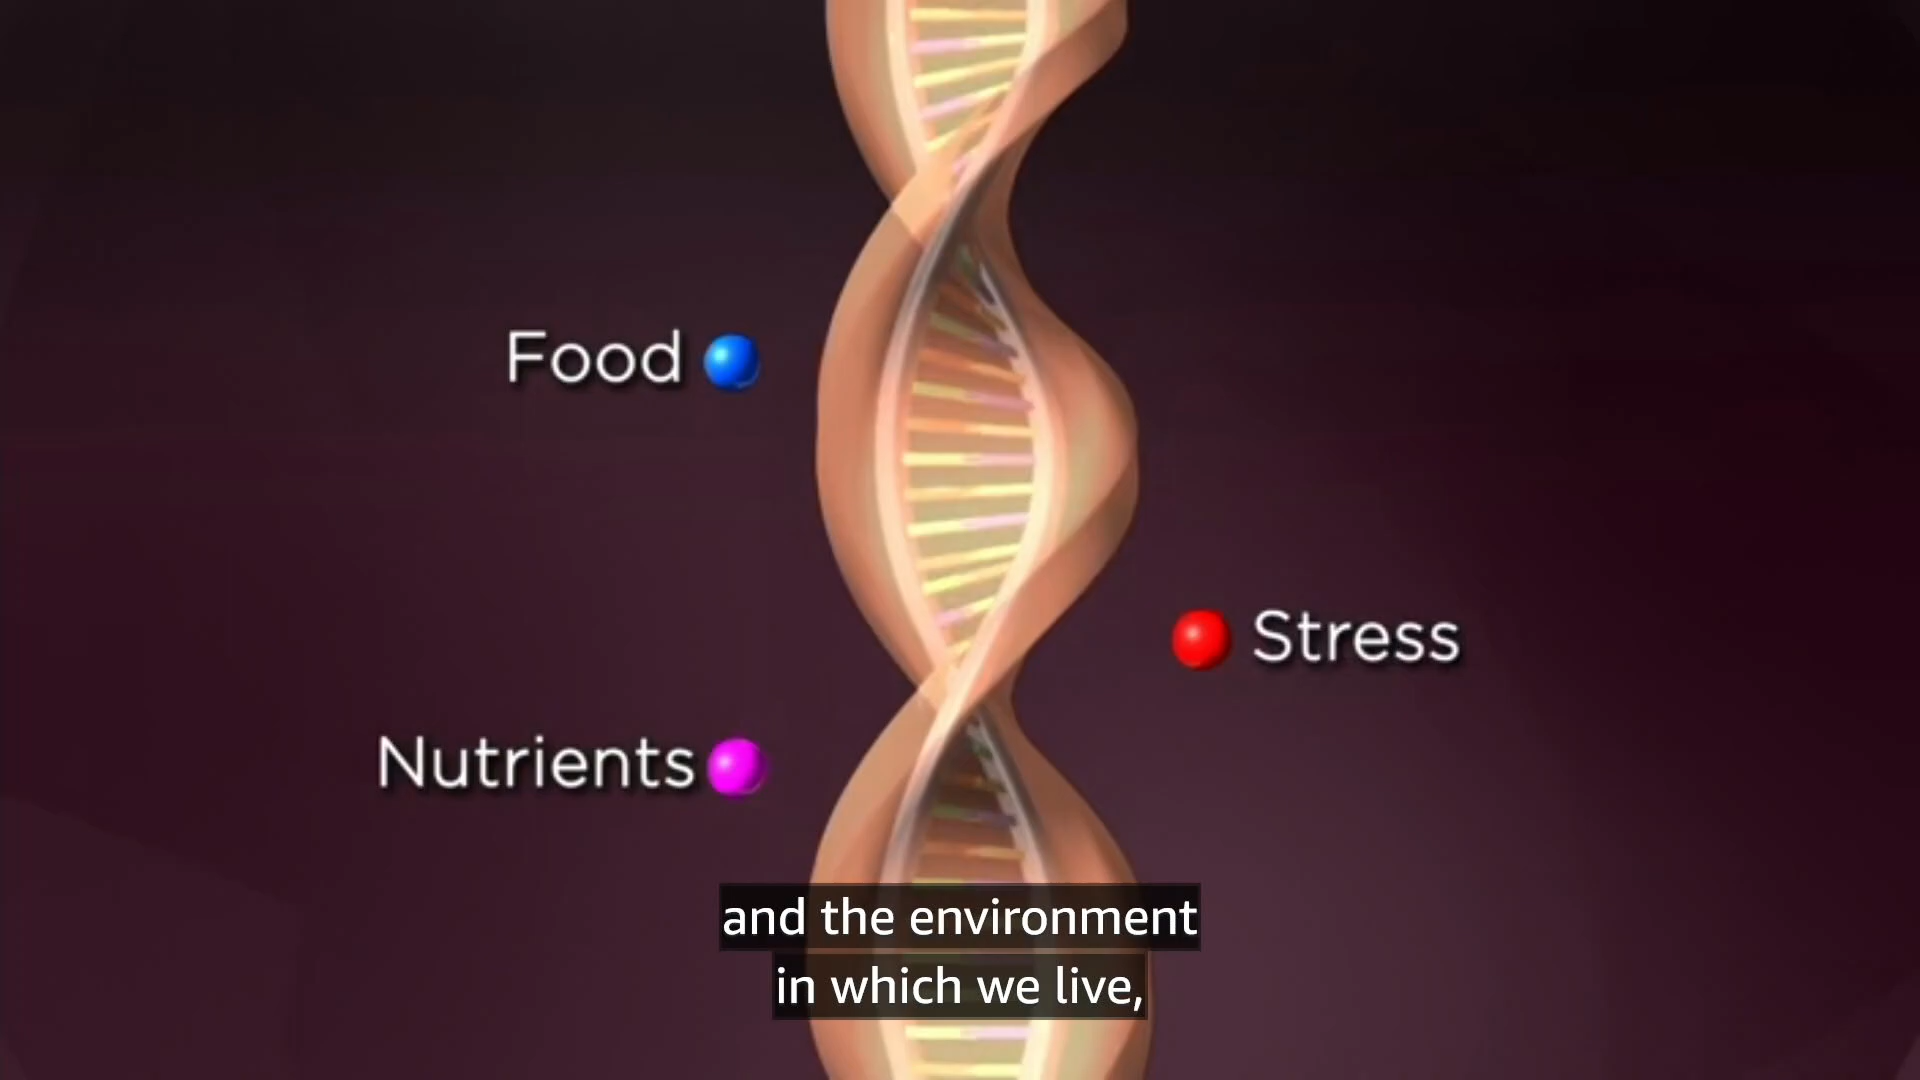 Food
Stress
Nutrients
and the environment
in which we live,